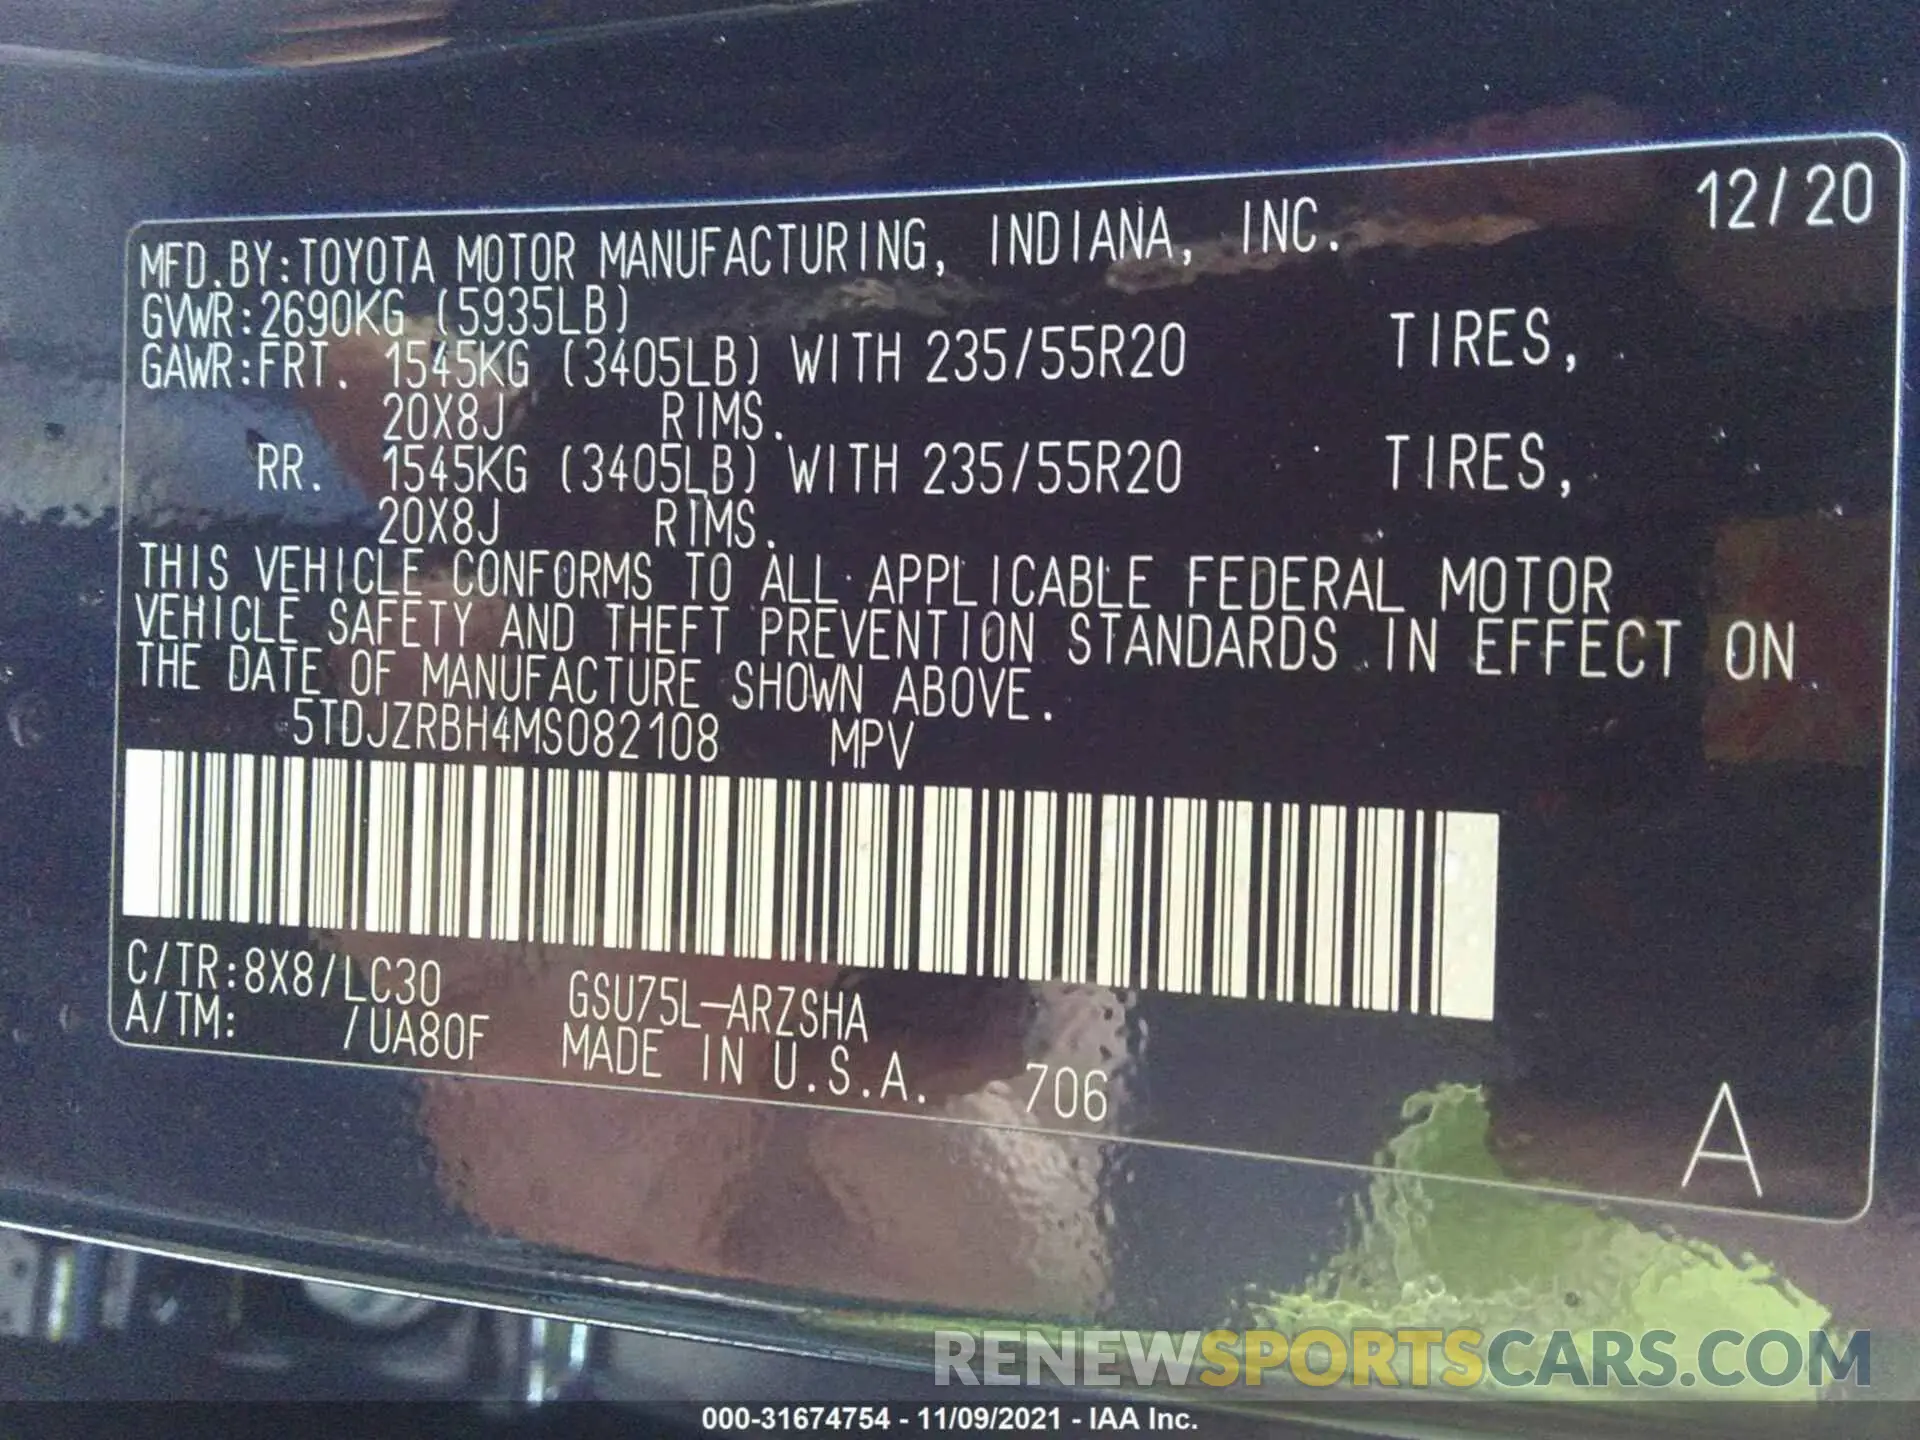 12/20
MFD.BY:TOYOTA MOTOR MANUFACTURING, INDIANA, INC.
GVWR:2690KG (5935LB)
GAWR:FRT. 1545KG (3405LB) WITH 235/55R20 TIRES,
20X8J RIMS.
RR. 1545KG (3405LB) WITH 235/55R20 TIRES,
20X8J RIMS.
THIS VEHICLE CONFORMS TO ALL APPLICABLE FEDERAL MOTOR
VEHICLE SAFETY AND THEFT PREVENTION STANDARDS IN EFFECT ON
THE DATE OF MANUFACTURE SHOWN ABOVE.
5TDJZRBH4MS082108 MPV
C/TR:8X8/LC30 GSU75L-ARZSHA
A/TM: /UA80F MADE IN U.S.A. 706
A
RENEWSPORTSCARS.COM
000-31674754 - 11/09/2021 - IAA Inc.